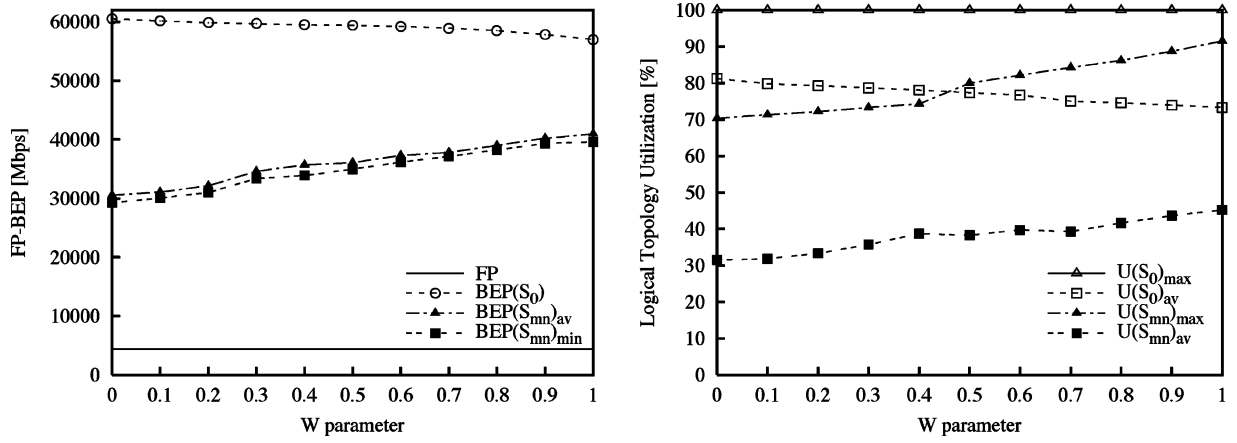 FP-BEP [Mbps]
60000
50000
40000
30000
20000
10000
0
FP
BEP(S0)
BEP(Smn)av
BEP(Smn)min
0 0.1 0.2 0.3 0.4 0.5 0.6 0.7 0.8 0.9 1
W parameter
Logical Topology Utilization [%]
100
90
80
70
60
50
40
30
20
10
0
U(S0)max
U(S0)av
U(Smn)max
U(Smn)av
0 0.1 0.2 0.3 0.4 0.5 0.6 0.7 0.8 0.9 1
W parameter